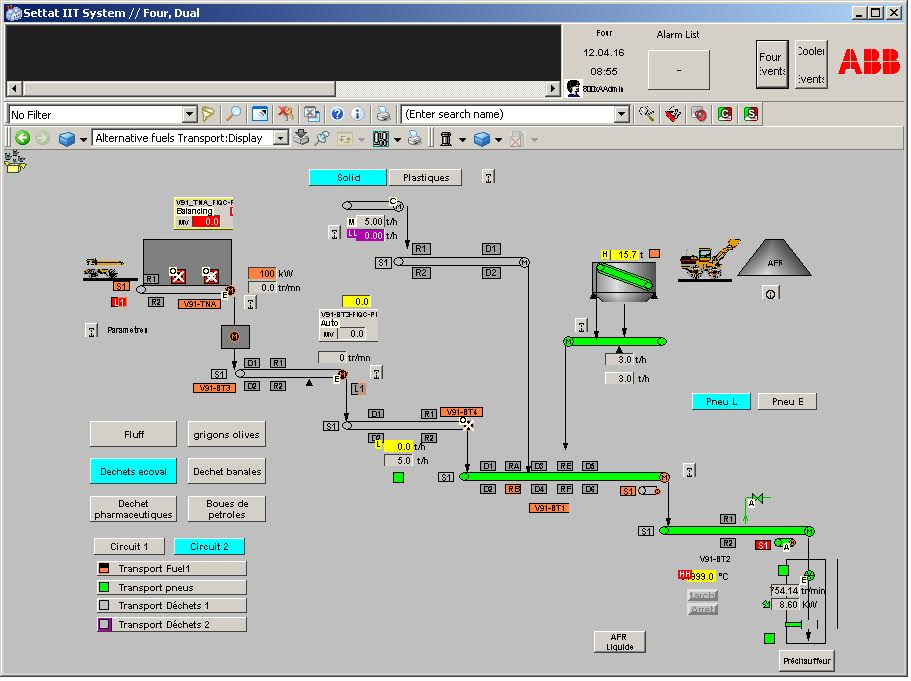 Settat IIT System // Four, Dual
Four
Alarm List
12.04.16
-
Four
Events
Cooler
Events
ABB
08:55
800xAAdmin
No Filter
(Enter search name)
Alternative fuels Transport:Display
Solid
Plastiques
V91_TNA_FIQC-F
Balancing
MV 0.0
C
M
M 5.00 t/h
LL 0.00 t/h
R1 D1
S1
M
R2 D2
H 15.7 t
AFR
R1
100 kW
S1
E M
0.0 tr/mn
L1
R2
V91-TNA
0.0
Parametres
V91-BT3-FIQC-PI
Auto
MV 0.0
M
M
M
3.0 t/h
0 tr/mn
D1 R1
S1
M
3.0 t/h
V91-BT3
D2 R2
E
L1
Pneu L
Pneu E
D1 R1
V91-BT4
S1
Fluff
grigons olives
D2 R2
L 0.0 t/h
5.0 t/h
Dechets ecoval
Dechet banales
D1 RA D3 RE D5
S1
M
D2 RB D4 RF D6
S1
V91-BT1
Dechet
pharmaceutiques
Boues de
petroles
A
R1
S1
M
Circuit 1
Circuit 2
R2
S1
A
V91-BT2
Transport Fuel1
HH 999.0 °C
E
Transport pneus
754.14 tr/min
March
Transport Déchets 1
8.60 KW
Arret
Transport Déchets 2
AFR
Liquide
Préchauffeur